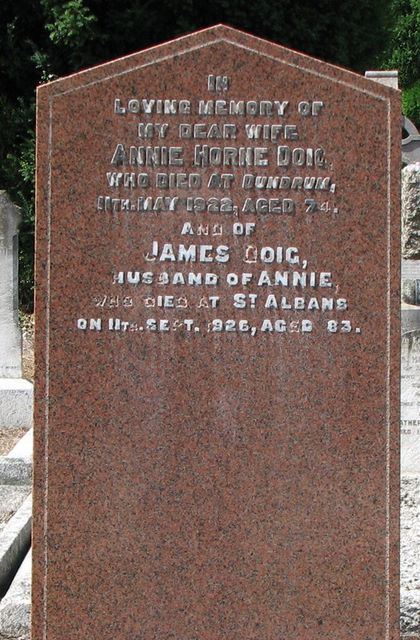 IN
LOVING MEMORY OF
MY DEAR WIFE
ANNIE HORNE DOIG,
WHO DIED AT DUNDRUM,
11TH. MAY 1922, AGED 74.
AND OF
JAMES DOIG,
HUSBAND OF ANNIE,
WHO DIED AT ST ALBANS
ON 11TH. SEPT. 1926, AGED 83.